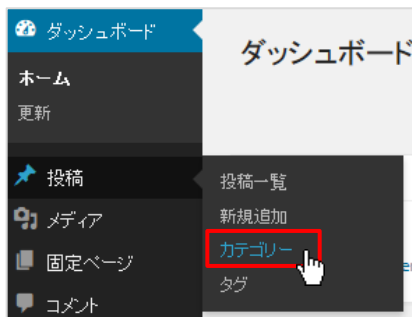 ダッシュボード
ホーム
更新
投稿
メディア
固定ページ
コメント
ダッシュボード
投稿一覧
新規追加
カテゴリー
タグ